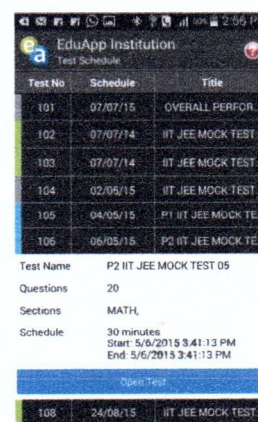 2:56 P
EduApp Institution
Test Schedule
Test No Schedule Title
101 07/07/15 OVERALL PERFOR..
102 07/07/14 IIT JEE MOCK TEST..
103 07/07/14 IIT JEE MOCK TEST..
104 02/05/15 IIT JEE MOCK TEST..
105 04/05/15 P1 IIT JEE MOCK TE..
106 06/05/15 P2 IIT JEE MOCK TE..
Test Name P2 IIT JEE MOCK TEST 05
Questions 20
Sections MATH,
Schedule 30 minutes
Start: 5/6/2015 3:41:13 PM
End: 5/6/2015 3:41:13 PM
Open Test
108 24/08/15 IIT JEE MOCK TEST..